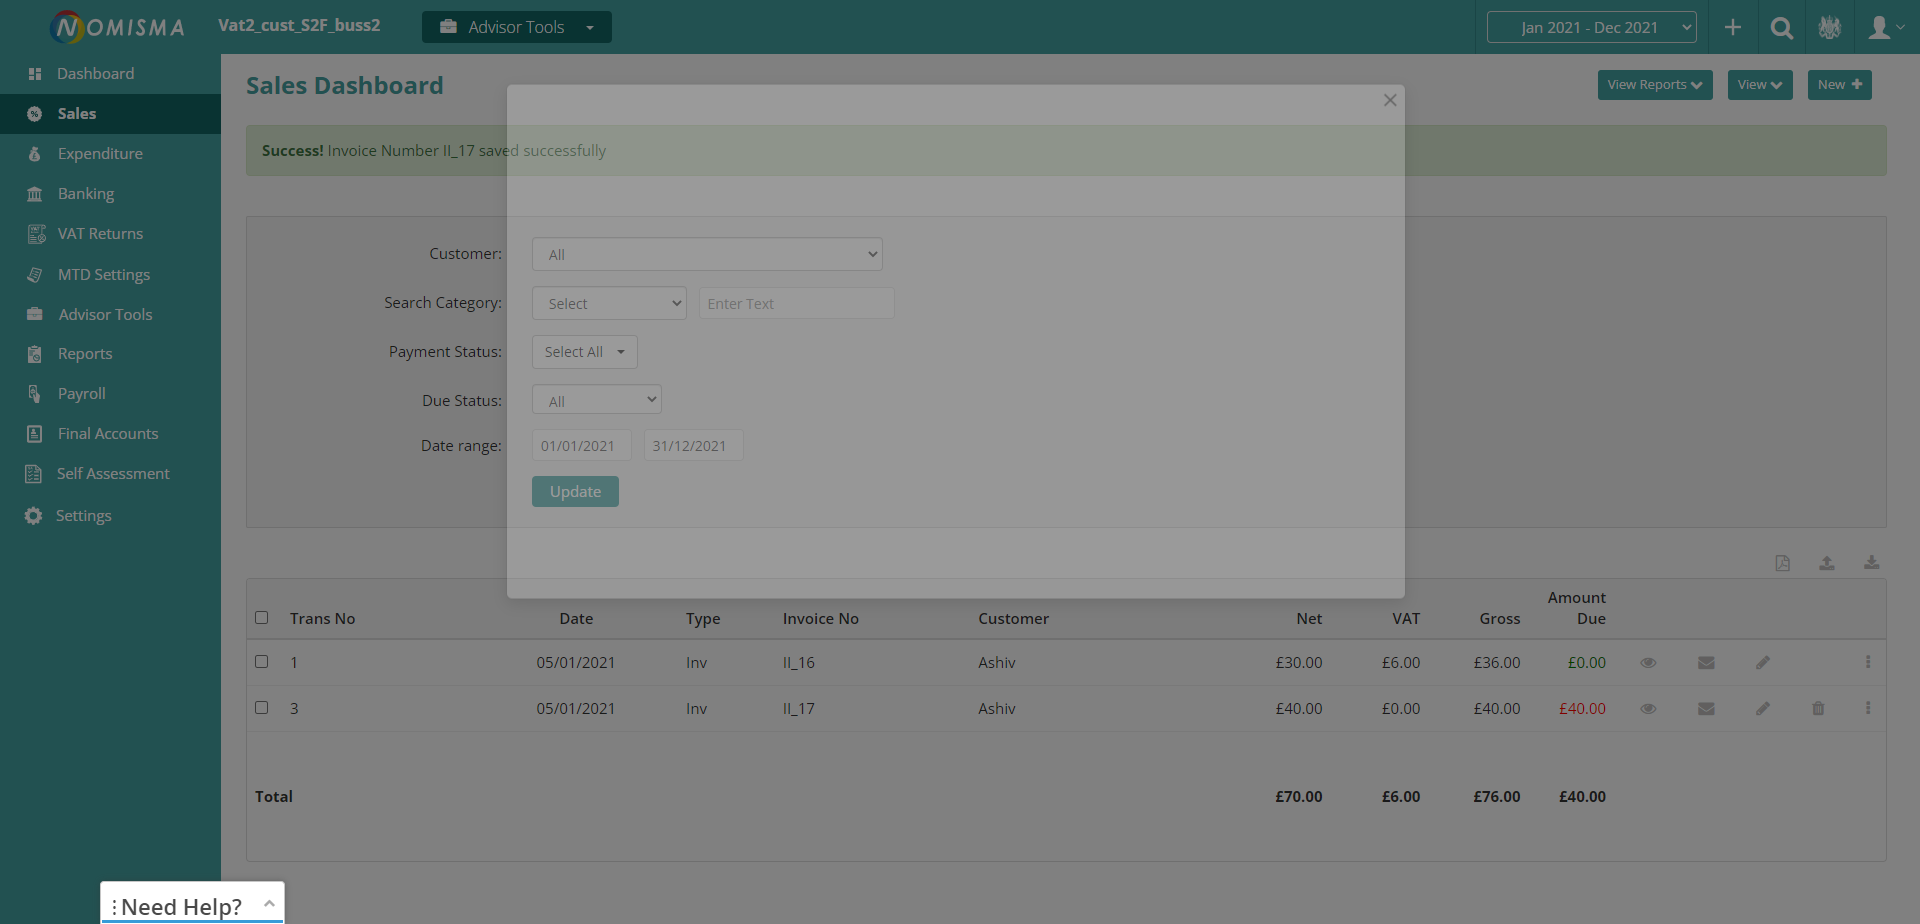 NOMISMA Vat2_cust_S2F_buss2 Advisor Tools Jan 2021 - Dec 2021
Dashboard
Sales
Expenditure
Banking
VAT Returns
MTD Settings
Advisor Tools
Reports
Payroll
Final Accounts
Self Assessment
Settings
Sales Dashboard View Reports View New
Success! Invoice Number II_17 saved successfully
Customer: All
Search Category: Select Enter Text
Payment Status: Select All
Due Status: All
Date range: 01/01/2021 31/12/2021
Update
Trans No Date Type Invoice No Customer Net VAT Gross Amount Due
1 05/01/2021 Inv II_16 Ashiv £30.00 £6.00 £36.00 £0.00
3 05/01/2021 Inv II_17 Ashiv £40.00 £0.00 £40.00 £40.00
Total £70.00 £6.00 £76.00 £40.00
Need Help?